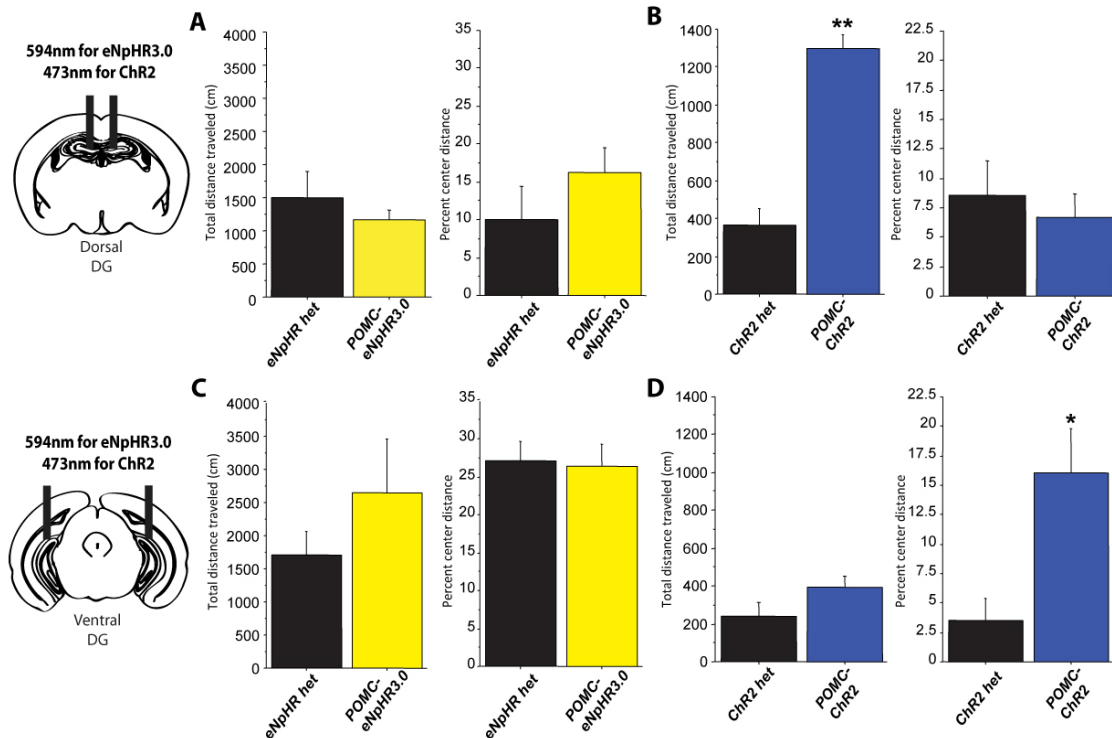 A
B
594nm for eNpHR3.0
473nm for ChR2
Dorsal
DG
Total distance traveled (cm)
4000
3500
3000
2500
2000
1500
1000
500
0
eNpHR het
POMC-
eNpHR3.0
Percent center distance
35
30
25
20
15
10
5
0
eNpHR het
POMC-
eNpHR3.0
Total distance traveled (cm)
1400
1200
1000
800
600
400
200
0
**
ChR2 het
POMC-
ChR2
Percent center distance
22.5
20
17.5
15
12.5
10
7.5
5
2.5
0
ChR2 het
POMC-
ChR2
C
D
594nm for eNpHR3.0
473nm for ChR2
Ventral
DG
Total distance traveled (cm)
4000
3500
3000
2500
2000
1500
1000
500
0
eNpHR het
POMC-
eNpHR3.0
Percent center distance
35
30
25
20
15
10
5
0
eNpHR het
POMC-
eNpHR3.0
Total distance traveled (cm)
1400
1200
1000
800
600
400
200
0
ChR2 het
POMC-
ChR2
Percent center distance
22.5
20
17.5
15
12.5
10
7.5
5
2.5
0
*
ChR2 het
POMC-
ChR2